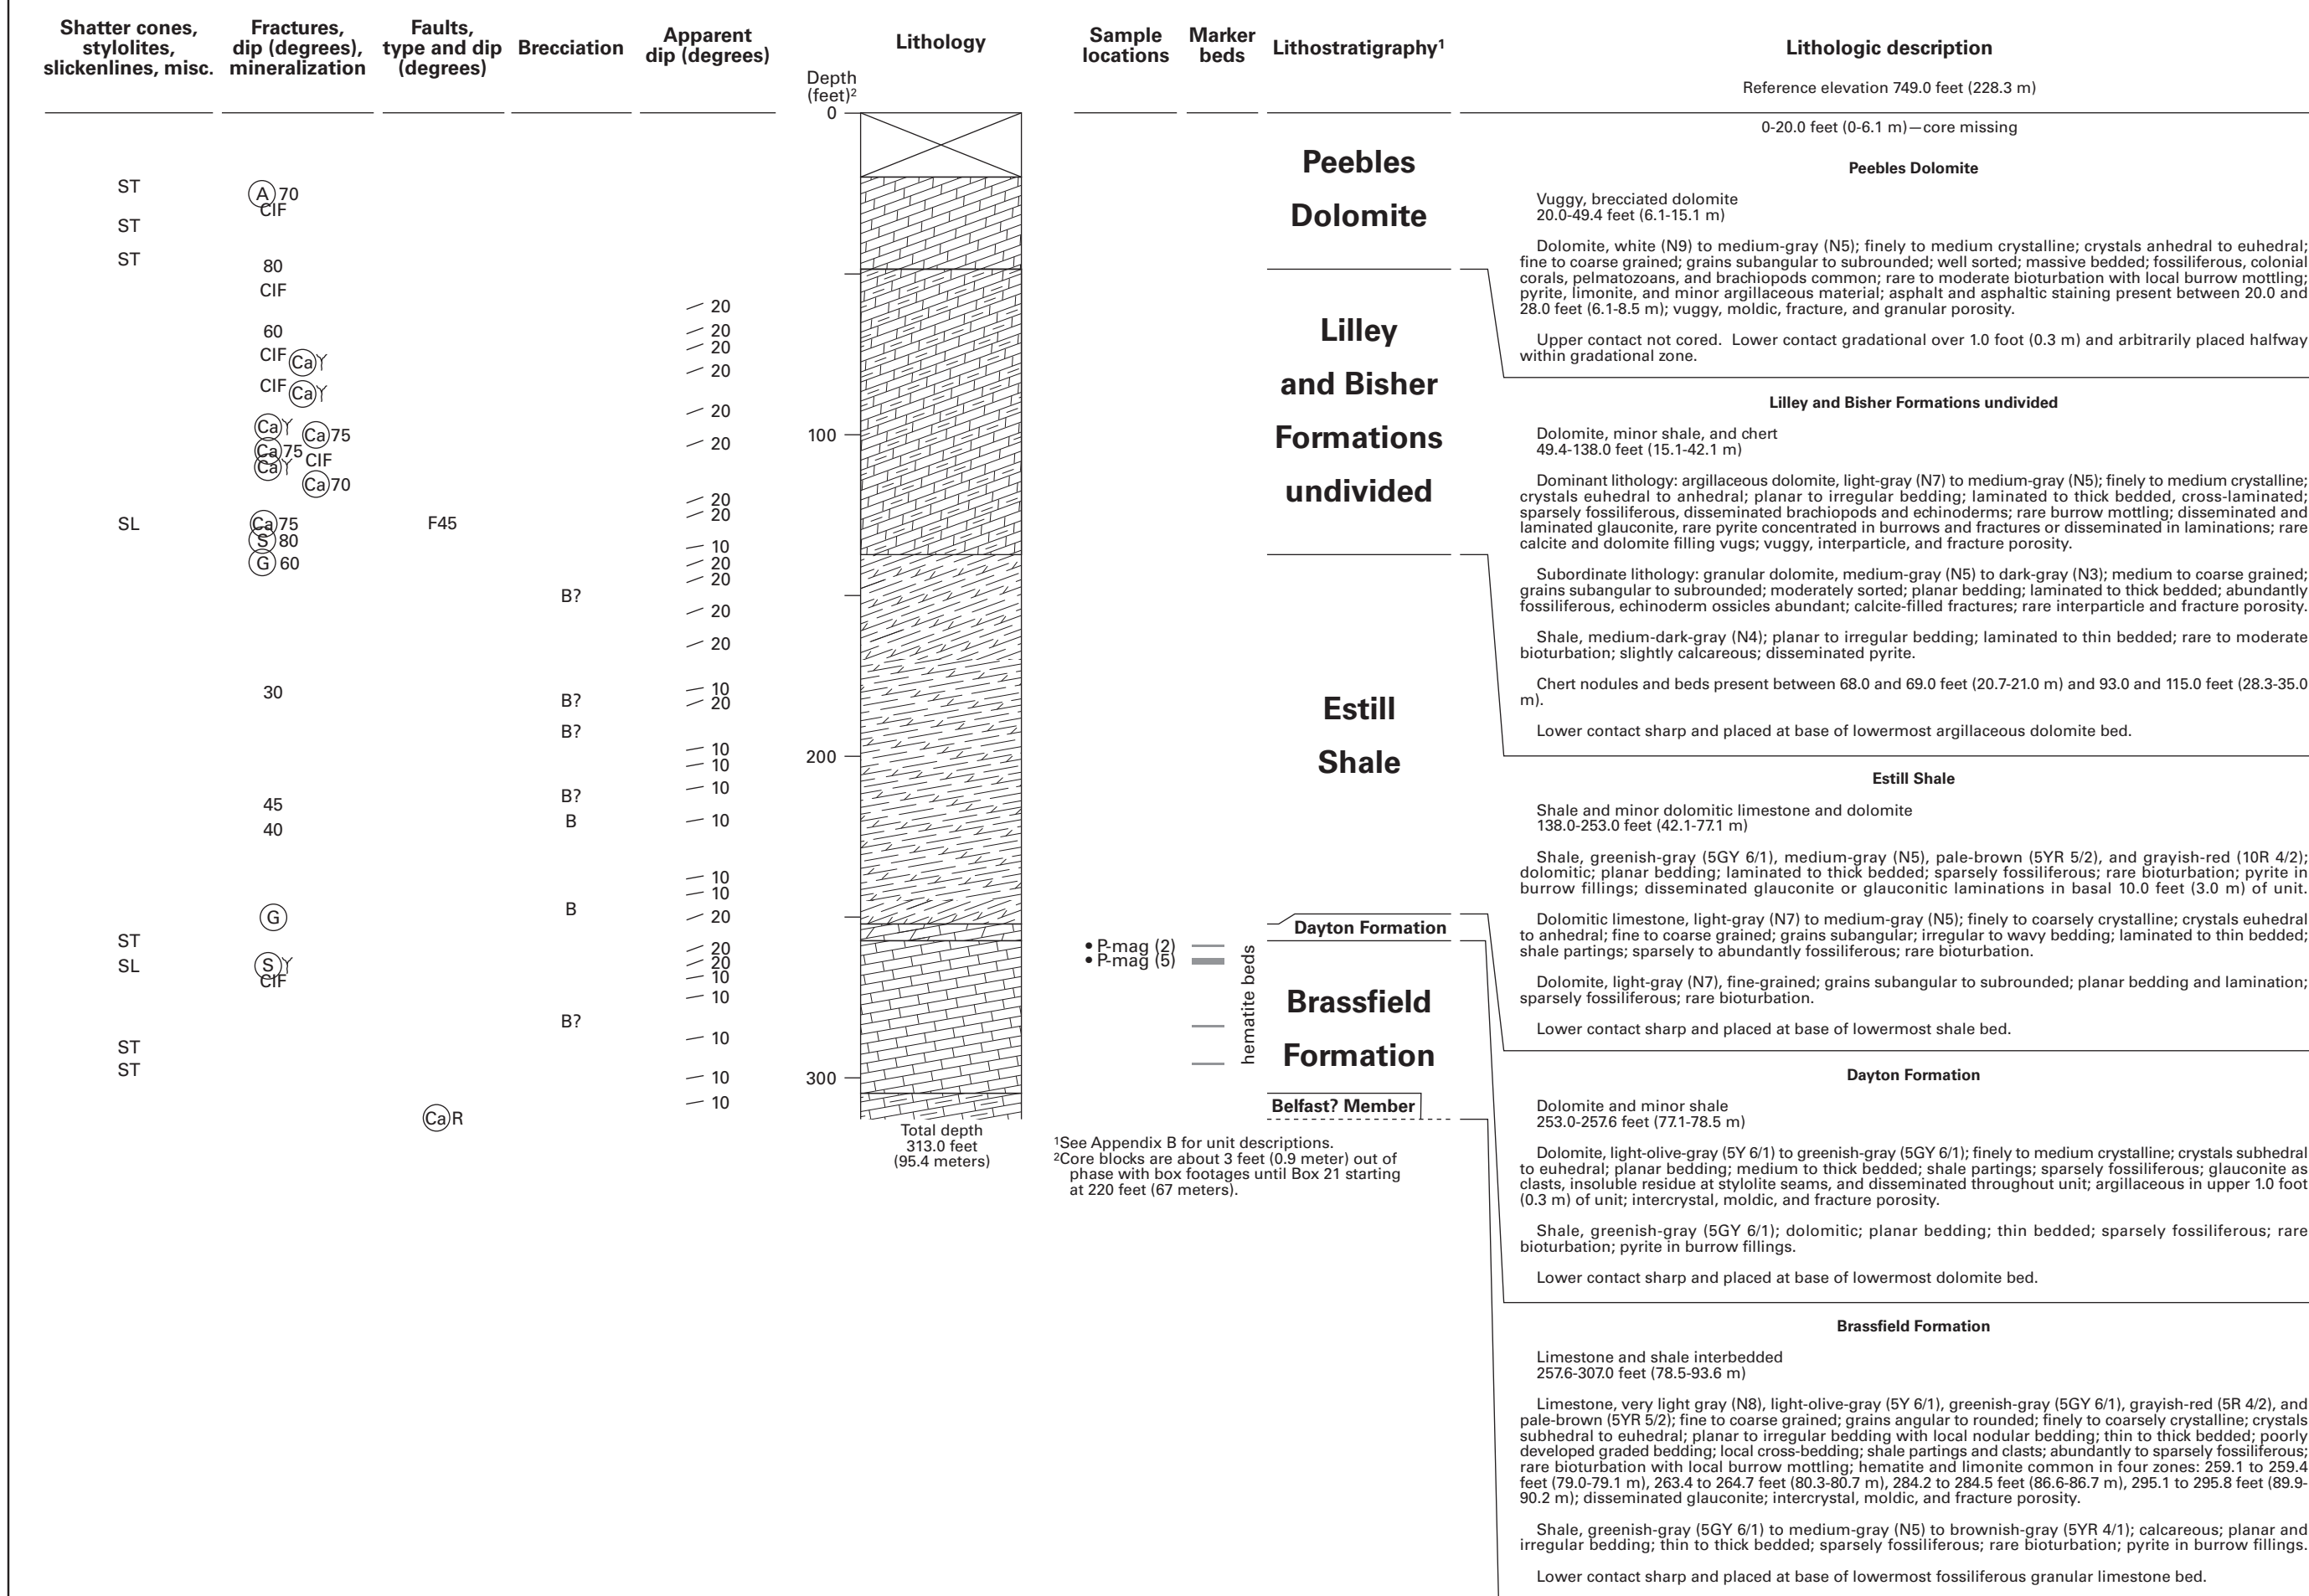 Shatter cones,
stylolites,
slickenlines, misc.
Fractures,
dip (degrees),
mineralization
Faults,
type and dip
(degrees)
Brecciation
Apparent
dip (degrees)
Lithology
Depth
(feet)2
Sample
locations
Marker
beds
Lithostratigraphy1
Lithologic description
Reference elevation 749.0 feet (228.3 m)
ST
ST
ST
SL
ST
SL
ST
ST
A 70
CIF
80
CIF
60
CIF Ca Y
CIF Ca Y
Ca Y
Ca 75
Ca 75
CIF
Ca Y
Ca 70
Ca 75
S 80
G 60
30
45
40
G
S Y
CIF
F45
Ca R
B?
B?
B?
B?
B
B
B?
20
20
20
20
20
20
20
20
10
20
20
20
20
10
20
10
10
10
10
10
10
20
20
20
10
10
10
10
10
0
100
200
300
Total depth
313.0 feet
(95.4 meters)
• P-mag (2)
• P-mag (5)
hematite beds
Peebles
Dolomite
Lilley
and Bisher
Formations
undivided
Estill
Shale
Dayton Formation
Brassfield
Formation
Belfast? Member
1See Appendix B for unit descriptions.
2Core blocks are about 3 feet (0.9 meter) out of
phase with box footages until Box 21 starting
at 220 feet (67 meters).
0-20.0 feet (0-6.1 m)—core missing
Peebles Dolomite
Vuggy, brecciated dolomite
20.0-49.4 feet (6.1-15.1 m)
Dolomite, white (N9) to medium-gray (N5); finely to medium crystalline; crystals anhedral to euhedral;
fine to coarse grained; grains subangular to subrounded; well sorted; massive bedded; fossiliferous, colonial
corals, pelmatozoans, and brachiopods common; rare to moderate bioturbation with local burrow mottling;
pyrite, limonite, and minor argillaceous material; asphalt and asphaltic staining present between 20.0 and
28.0 feet (6.1-8.5 m); vuggy, moldic, fracture, and granular porosity.
Upper contact not cored. Lower contact gradational over 1.0 foot (0.3 m) and arbitrarily placed halfway
within gradational zone.
Lilley and Bisher Formations undivided
Dolomite, minor shale, and chert
49.4-138.0 feet (15.1-42.1 m)
Dominant lithology: argillaceous dolomite, light-gray (N7) to medium-gray (N5); finely to medium crystalline;
crystals euhedral to anhedral; planar to irregular bedding; laminated to thick bedded, cross-laminated;
sparsely fossiliferous, disseminated brachiopods and echinoderms; rare burrow mottling; disseminated and
laminated glauconite, rare pyrite concentrated in burrows and fractures or disseminated in laminations; rare
calcite and dolomite filling vugs; vuggy, interparticle, and fracture porosity.
Subordinate lithology: granular dolomite, medium-gray (N5) to dark-gray (N3); medium to coarse grained;
grains subangular to subrounded; moderately sorted; planar bedding; laminated to thick bedded; abundantly
fossiliferous, echinoderm ossicles abundant; calcite-filled fractures; rare interparticle and fracture porosity.
Shale, medium-dark-gray (N4); planar to irregular bedding; laminated to thin bedded; rare to moderate
bioturbation; slightly calcareous; disseminated pyrite.
Chert nodules and beds present between 68.0 and 69.0 feet (20.7-21.0 m) and 93.0 and 115.0 feet (28.3-35.0
m).
Lower contact sharp and placed at base of lowermost argillaceous dolomite bed.
Estill Shale
Shale and minor dolomitic limestone and dolomite
138.0-253.0 feet (42.1-77.1 m)
Shale, greenish-gray (5GY 6/1), medium-gray (N5), pale-brown (5YR 5/2), and grayish-red (10R 4/2);
dolomitic; planar bedding; laminated to thick bedded; sparsely fossiliferous; rare bioturbation; pyrite in
burrow fillings; disseminated glauconite or glauconitic laminations in basal 10.0 feet (3.0 m) of unit.
Dolomitic limestone, light-gray (N7) to medium-gray (N5); finely to coarsely crystalline; crystals euhedral
to anhedral; fine to coarse grained; grains subangular; irregular to wavy bedding; laminated to thin bedded;
shale partings; sparsely to abundantly fossiliferous; rare bioturbation.
Dolomite, light-gray (N7), fine-grained; grains subangular to subrounded; planar bedding and lamination;
sparsely fossiliferous; rare bioturbation.
Lower contact sharp and placed at base of lowermost shale bed.
Dayton Formation
Dolomite and minor shale
253.0-257.6 feet (77.1-78.5 m)
Dolomite, light-olive-gray (5Y 6/1) to greenish-gray (5GY 6/1); finely to medium crystalline; crystals subhedral
to euhedral; planar bedding; medium to thick bedded; shale partings; sparsely fossiliferous; glauconite as
clasts, insoluble residue at stylolite seams, and disseminated throughout unit; argillaceous in upper 1.0 foot
(0.3 m) of unit; intercrystal, moldic, and fracture porosity.
Shale, greenish-gray (5GY 6/1); dolomitic; planar bedding; thin bedded; sparsely fossiliferous; rare
bioturbation; pyrite in burrow fillings.
Lower contact sharp and placed at base of lowermost dolomite bed.
Brassfield Formation
Limestone and shale interbedded
257.6-307.0 feet (78.5-93.6 m)
Limestone, very light gray (N8), light-olive-gray (5Y 6/1), greenish-gray (5GY 6/1), grayish-red (5R 4/2), and
pale-brown (5YR 5/2); fine to coarse grained; grains angular to rounded; finely to coarsely crystalline; crystals
subhedral to euhedral; planar to irregular bedding with local nodular bedding; thin to thick bedded; poorly
developed graded bedding; local cross-bedding; shale partings and clasts; abundantly to sparsely fossiliferous;
rare bioturbation with local burrow mottling; hematite and limonite common in four zones: 259.1 to 259.4
feet (79.0-79.1 m), 263.4 to 264.7 feet (80.3-80.7 m), 284.2 to 284.5 feet (86.6-86.7 m), 295.1 to 295.8 feet (89.9-
90.2 m); disseminated glauconite; intercrystal, moldic, and fracture porosity.
Shale, greenish-gray (5GY 6/1) to medium-gray (N5) to brownish-gray (5YR 4/1); calcareous; planar and
irregular bedding; thin to thick bedded; sparsely fossiliferous; rare bioturbation; pyrite in burrow fillings.
Lower contact sharp and placed at base of lowermost fossiliferous granular limestone bed.